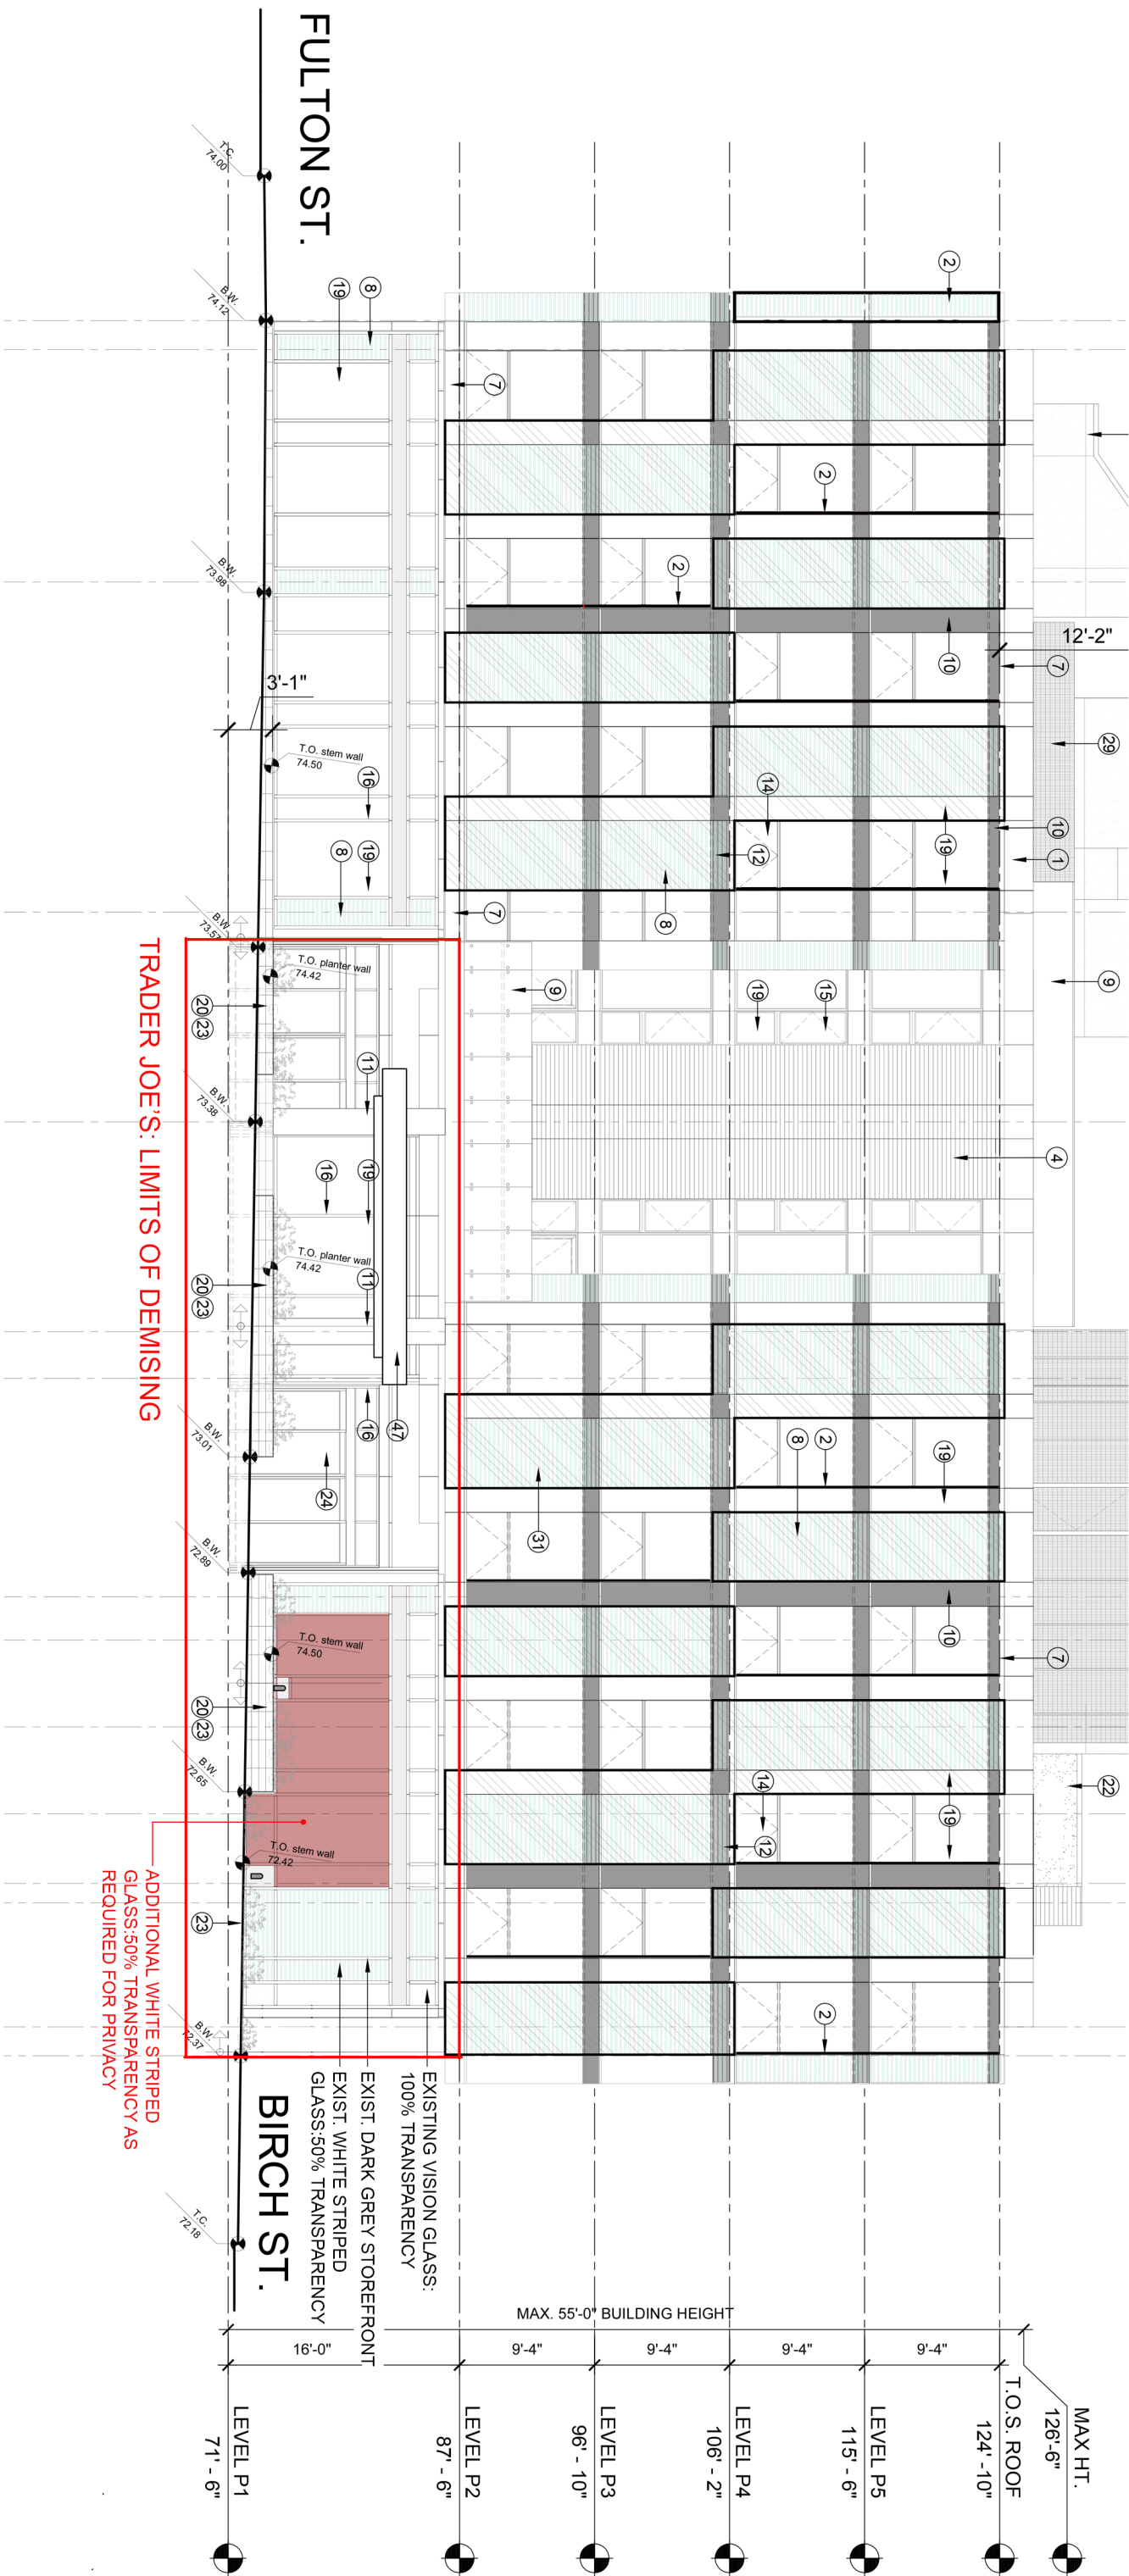 22
29
9
4
1
7
10
7
12'-2"
2
10
19
19
10
19
2
2
14
15
19
8
2
14
2
12
12
2
8
31
9
7
7
8
19
16
19
8
11
19
16
11
16
47
24
3'-1"
T.O. stem wall
74.50
T.O. planter wall
74.42
T.O. planter wall
74.42
T.O. stem wall
74.50
T.O. stem wall
72.42
FULTON ST.
T.C.
74.00
B.W.
74.12
B.W.
73.98
B.W.
73.57
B.W.
73.38
B.W.
73.01
B.W.
72.89
B.W.
72.65
B.W.
72.37
T.C.
72.18
20 23
20 23
20 23
23
TRADER JOE'S: LIMITS OF DEMISING
ADDITIONAL WHITE STRIPED
GLASS:50% TRANSPARENCY AS
REQUIRED FOR PRIVACY
EXISTING VISION GLASS:
100% TRANSPARENCY
EXIST. DARK GREY STOREFRONT
EXIST. WHITE STRIPED
GLASS:50% TRANSPARENCY
BIRCH ST.
MAX. 55'-0" BUILDING HEIGHT
9'-4"
9'-4"
9'-4"
9'-4"
16'-0"
MAX HT.
126'-6"
T.O.S. ROOF
124' -10"
LEVEL P5
115' - 6"
LEVEL P4
106' - 2"
LEVEL P3
96' - 10"
LEVEL P2
87' - 6"
LEVEL P1
71' - 6"